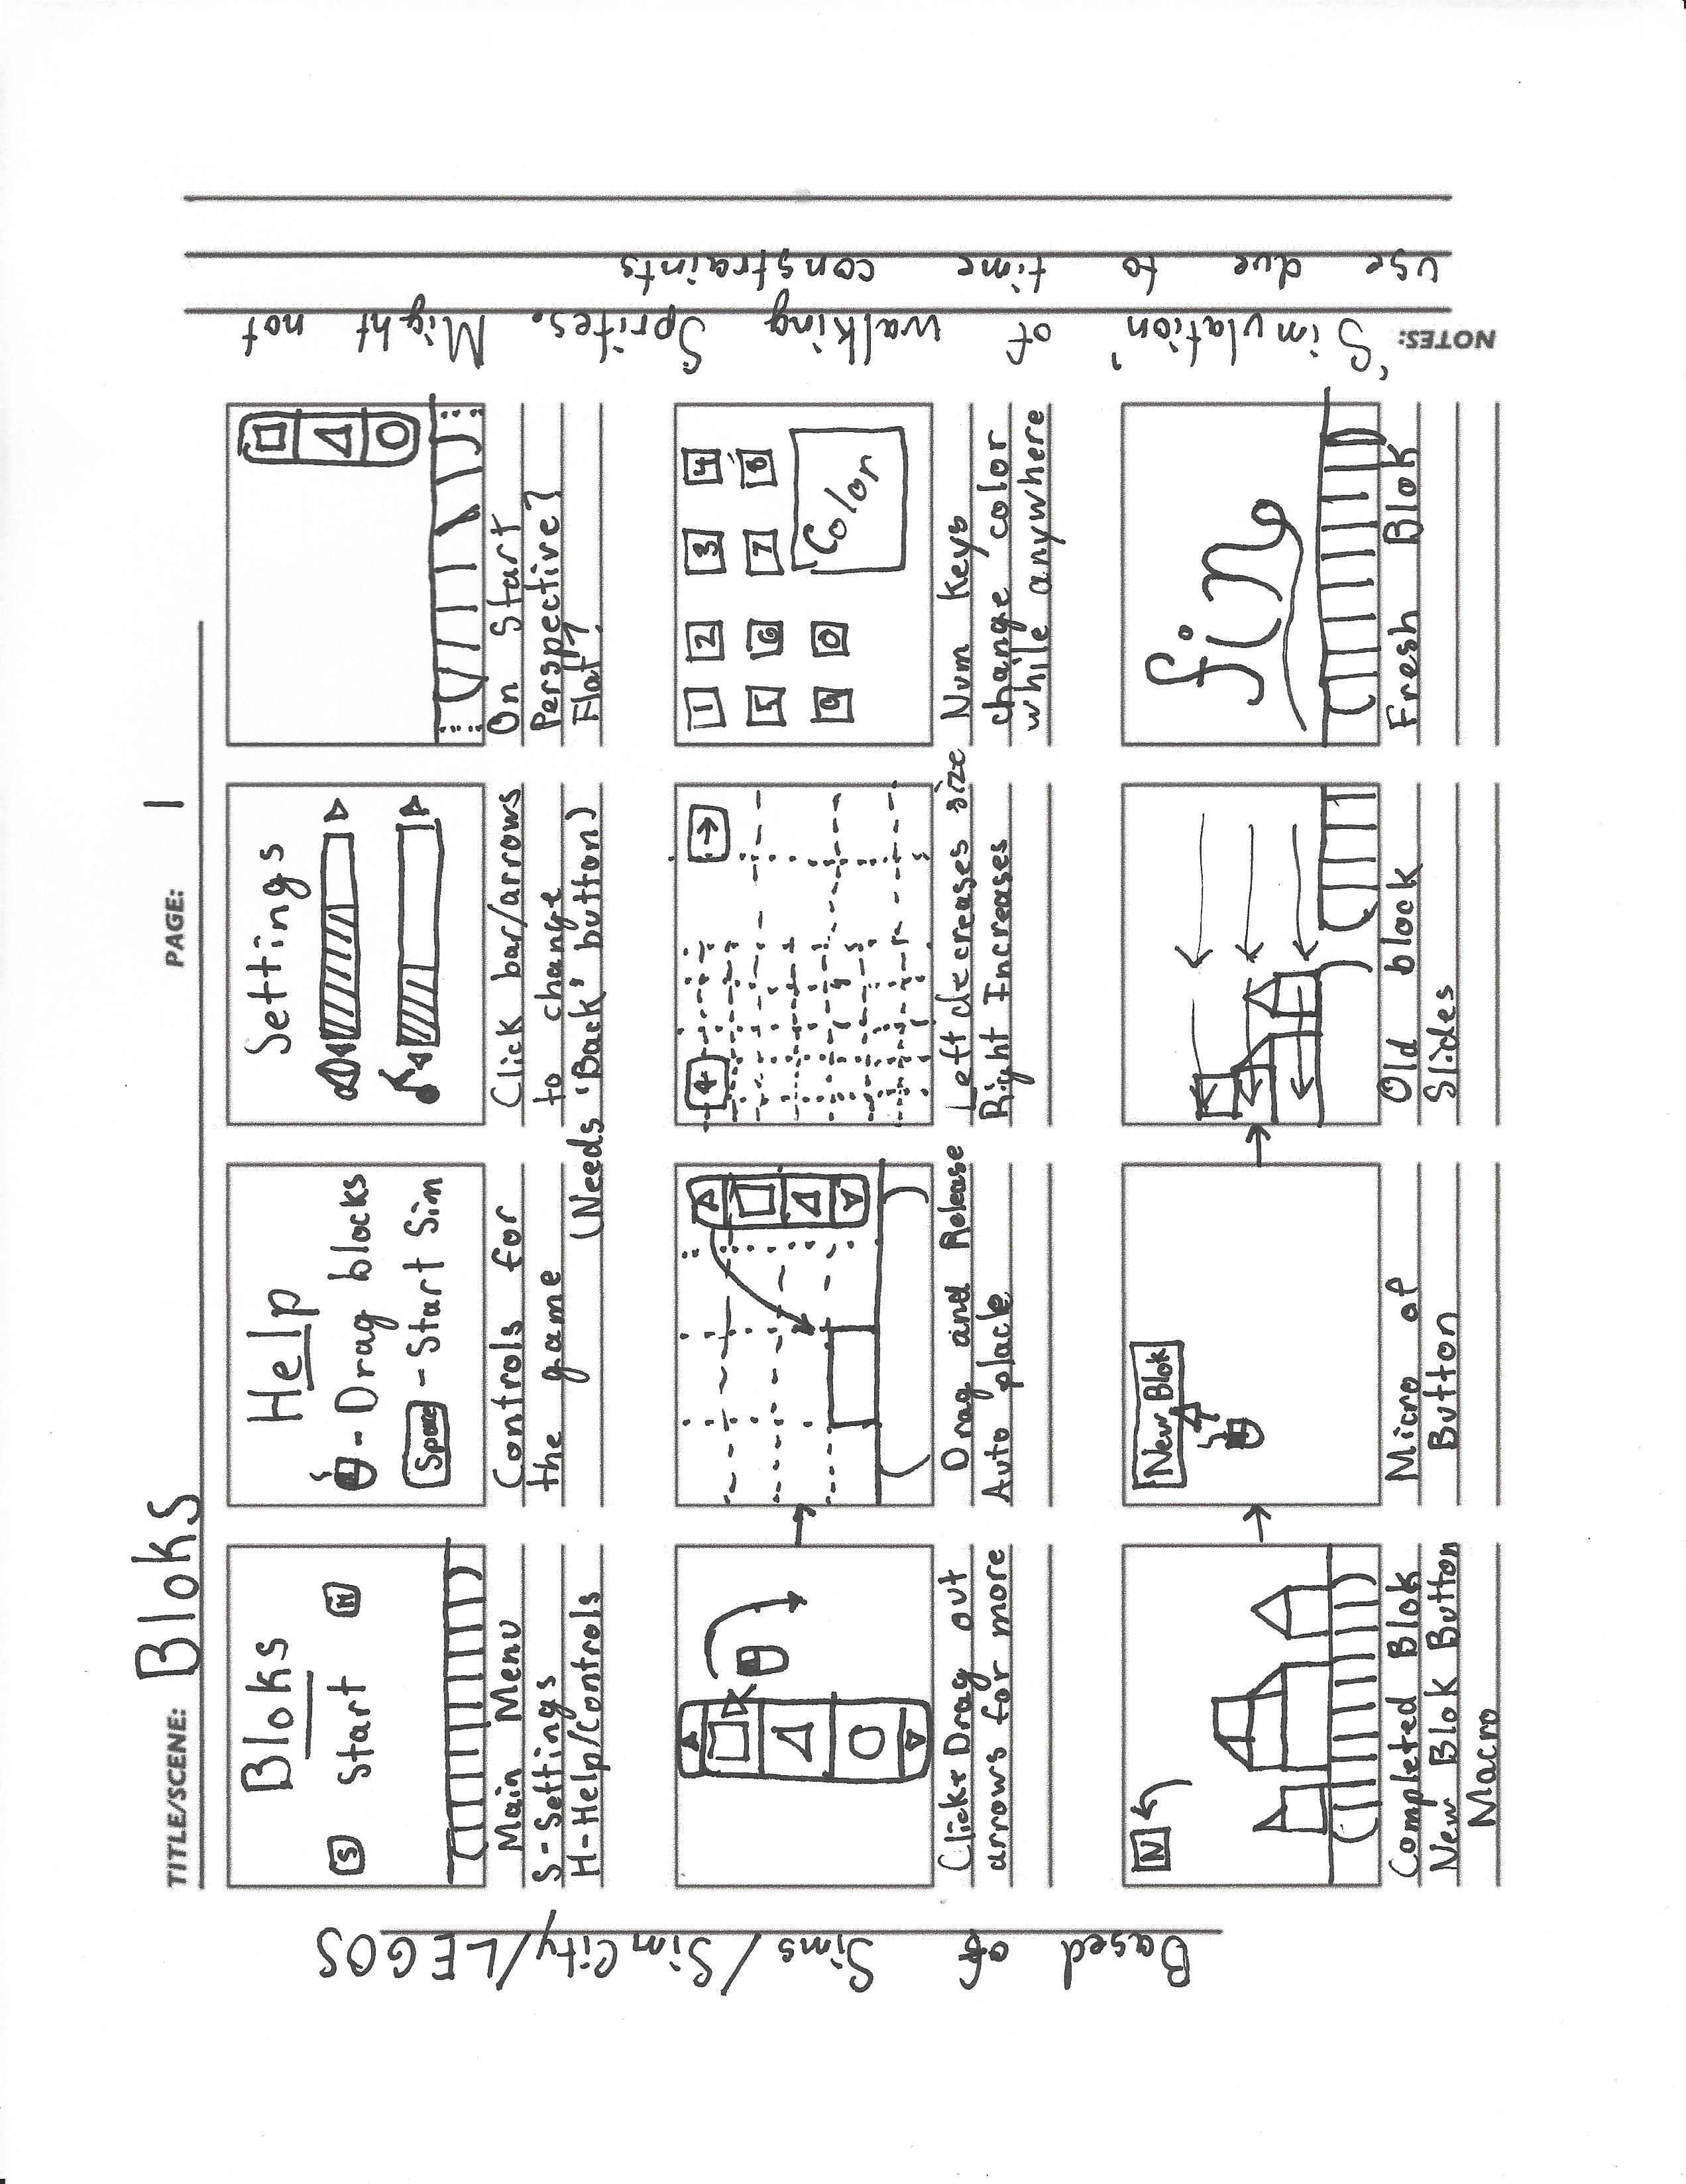 TITLE/SCENE: Bloks
PAGE: 1
Bloks
S Start H
Main Menu
S-Settings
H-Help/Controls
Help
- Drag blocks
Space - Start Sim
Controls for
the game
Settings
Click bar/arrows
to change
(Needs 'Back' button)
On Start
Perspective?
Flat?
Click & Drag out
arrows for more
Drag and Release
Auto place
← →
Left decreases size
Right Increases
1 2 3 4
5 6 7 8
9 0
Color
Num Keys
change color
while anywhere
N
Completed Blok
New Blok Button
Macro
New Blok
Micro of
Button
Old block
Slides
fin
Fresh Blok
NOTES:
'Simulation' of walking Sprites. Might not
use due to time constraints
Based of Sims/SimCity/LEGOS